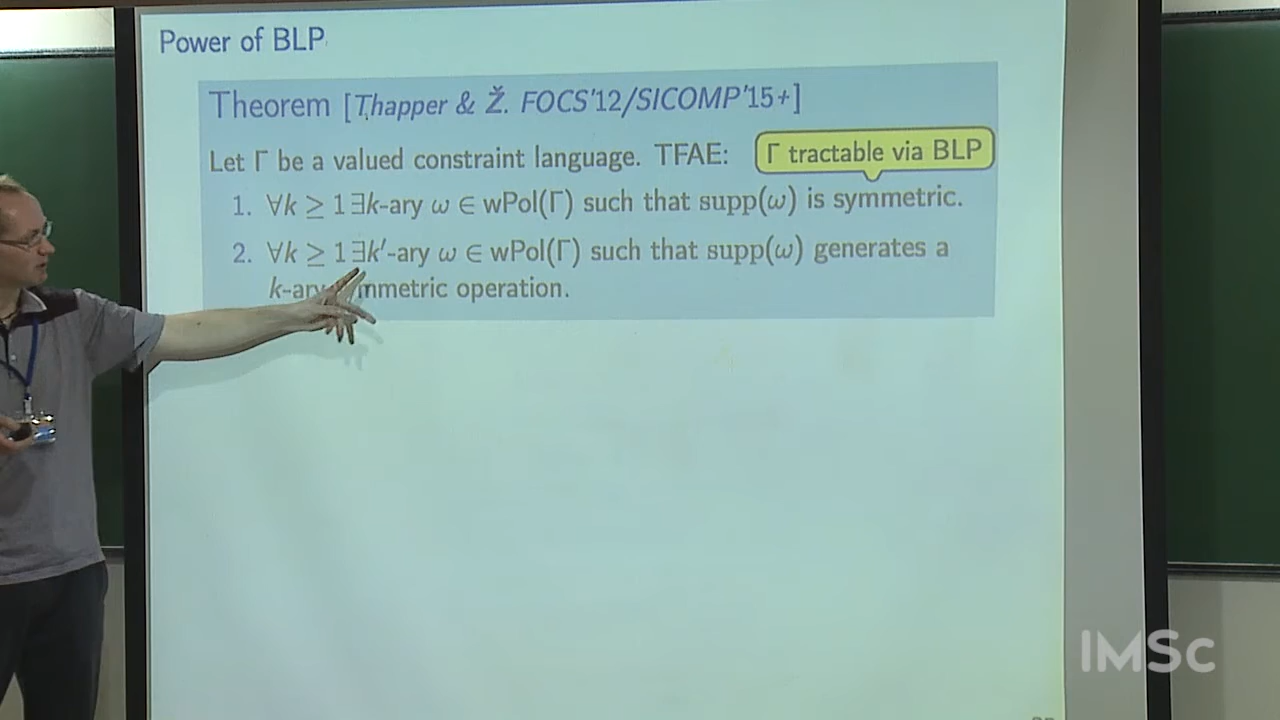 Power of BLP
Theorem [Thapper & Ž. FOCS'12/SICOMP'15+]
Let Γ be a valued constraint language. TFAE:
Γ tractable via BLP
1. ∀k ≥ 1 ∃k-ary ω ∈ wPol(Γ) such that supp(ω) is symmetric.
2. ∀k ≥ 1 ∃k′-ary ω ∈ wPol(Γ) such that supp(ω) generates a
operation.
IMSc